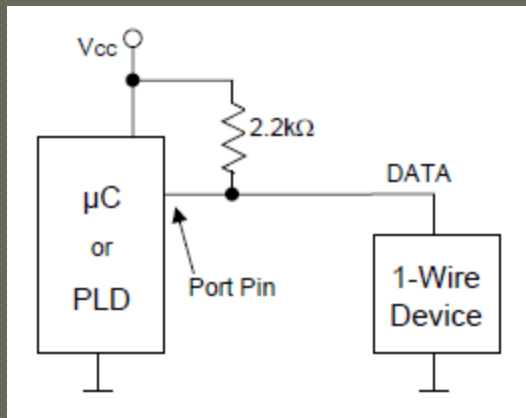 Vcc
2.2kΩ
DATA
µC
or
PLD
Port Pin
1-Wire
Device